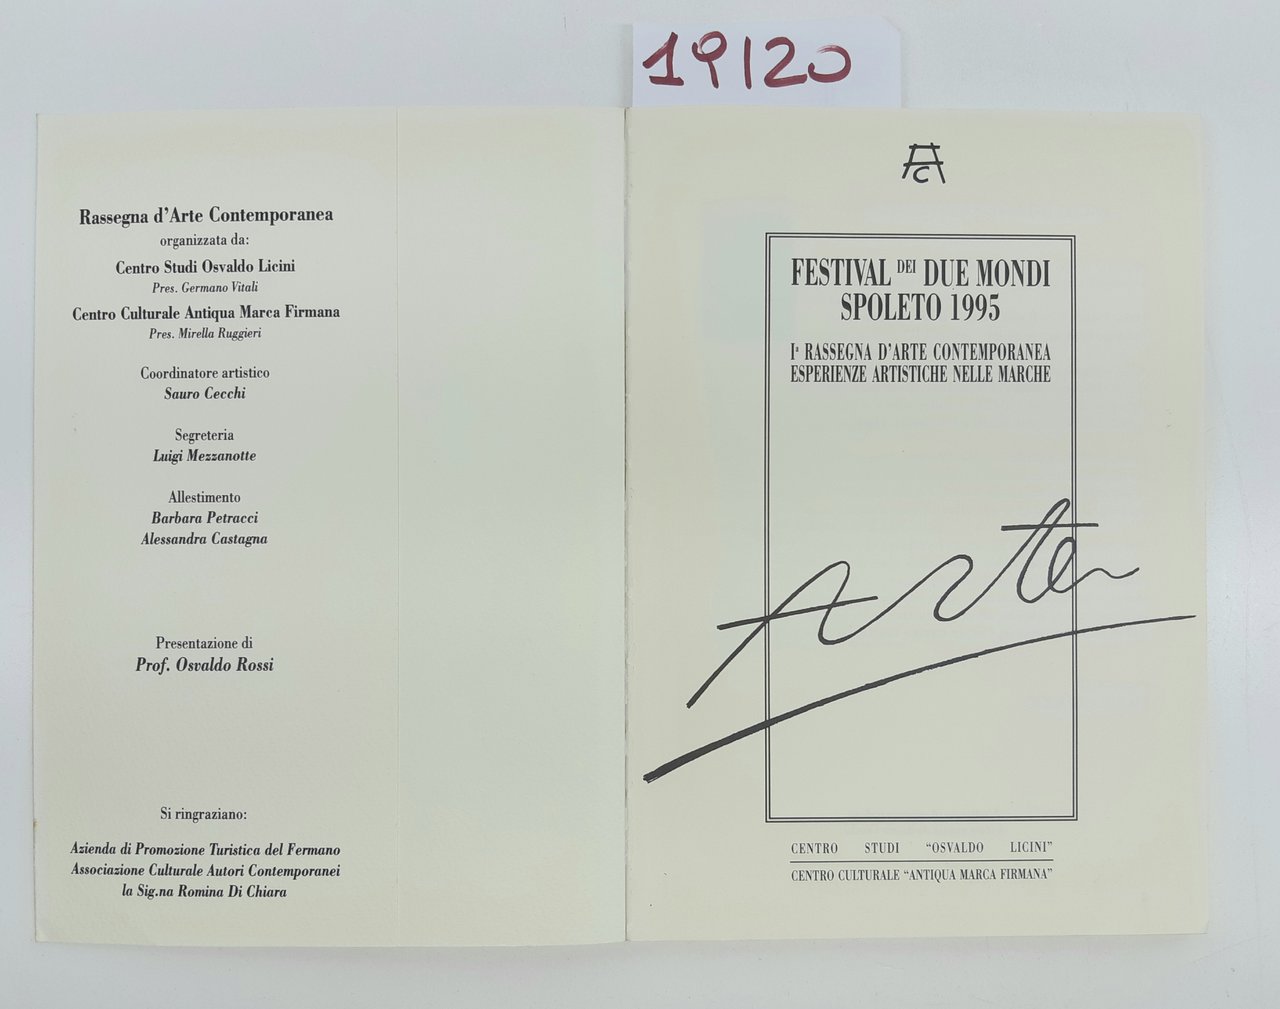 19120
Rassegna d'Arte Contemporanea
organizzata da:
Centro Studi Osvaldo Licini
Pres. Germano Vitali
Centro Culturale Antiqua Marca Firmana
Pres. Mirella Ruggieri
Coordinatore artistico
Sauro Cecchi
Segreteria
Luigi Mezzanotte
Allestimento
Barbara Petracci
Alessandra Castagna
Presentazione di
Prof. Osvaldo Rossi
Si ringraziano:
Azienda di Promozione Turistica del Fermano
Associazione Culturale Autori Contemporanei
la Sig.na Romina Di Chiara
AC
FESTIVAL DEI DUE MONDI
SPOLETO 1995
Iª RASSEGNA D'ARTE CONTEMPORANEA
ESPERIENZE ARTISTICHE NELLE MARCHE
Arte
CENTRO STUDI "OSVALDO LICINI"
CENTRO CULTURALE "ANTIQUA MARCA FIRMANA"